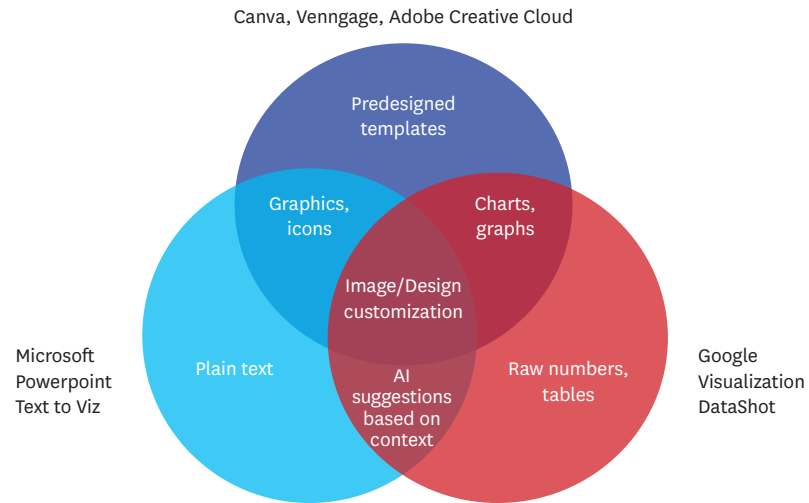 Canva, Venngage, Adobe Creative Cloud
Predesigned
templates
Graphics,
icons
Charts,
graphs
Image/Design
customization
Microsoft
Powerpoint
Text to Viz
Plain text
AI
suggestions
based on
context
Raw numbers,
tables
Google
Visualization
DataShot